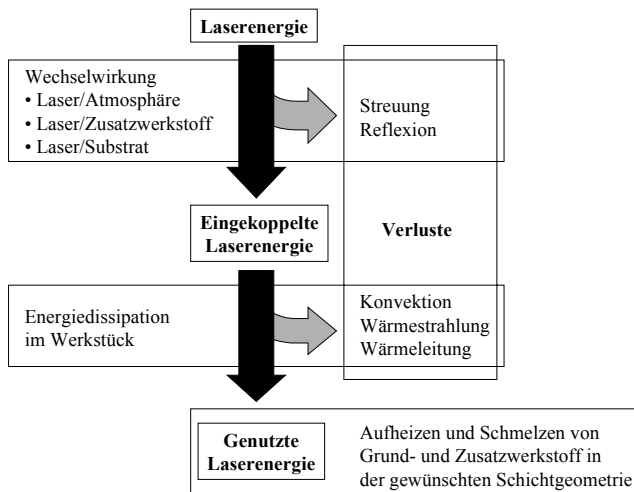 Laserenergie
Wechselwirkung
• Laser/Atmosphäre
• Laser/Zusatzwerkstoff
• Laser/Substrat
Streuung
Reflexion
Eingekoppelte
Laserenergie
Verluste
Energiedissipation
im Werkstück
Konvektion
Wärmestrahlung
Wärmeleitung
Genutzte
Laserenergie
Aufheizen und Schmelzen von
Grund- und Zusatzwerkstoff in
der gewünschten Schichtgeometrie